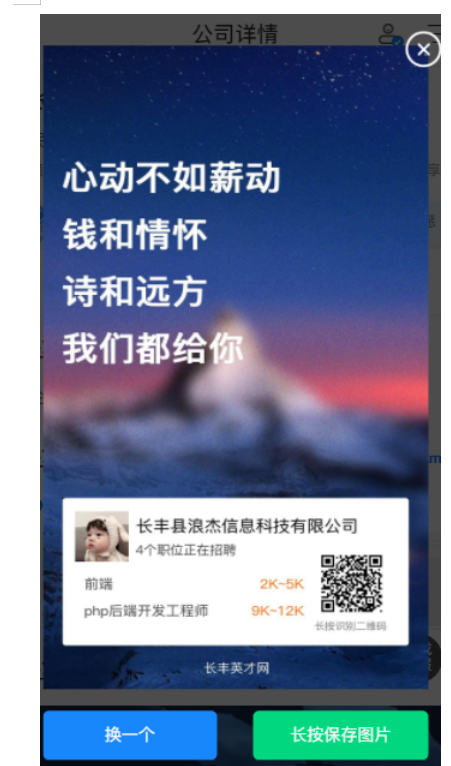 公司详情
心动不如薪动
钱和情怀
诗和远方
我们都给你
长丰县浪杰信息科技有限公司
4个职位正在招聘
前端 2K~5K
php后端开发工程师 9K~12K
长按识别二维码
长丰英才网
换一个 长按保存图片